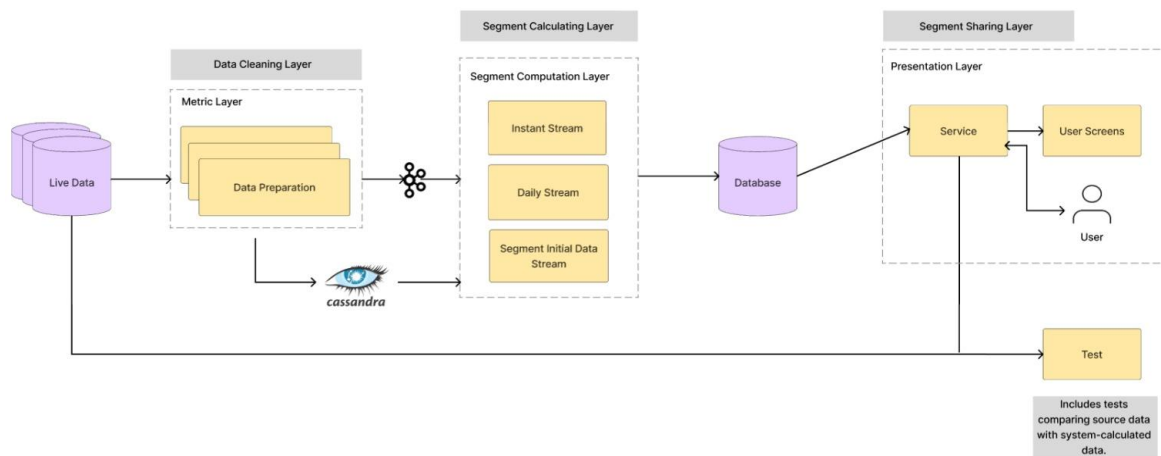 Segment Calculating Layer
Segment Sharing Layer
Data Cleaning Layer
Presentation Layer
Segment Computation Layer
Metric Layer
Instant Stream
Service
User Screens
Live Data
Data Preparation
Daily Stream
Database
User
Segment Initial Data
Stream
cassandra
Test
Includes tests
comparing source data
with system-calculated
data.